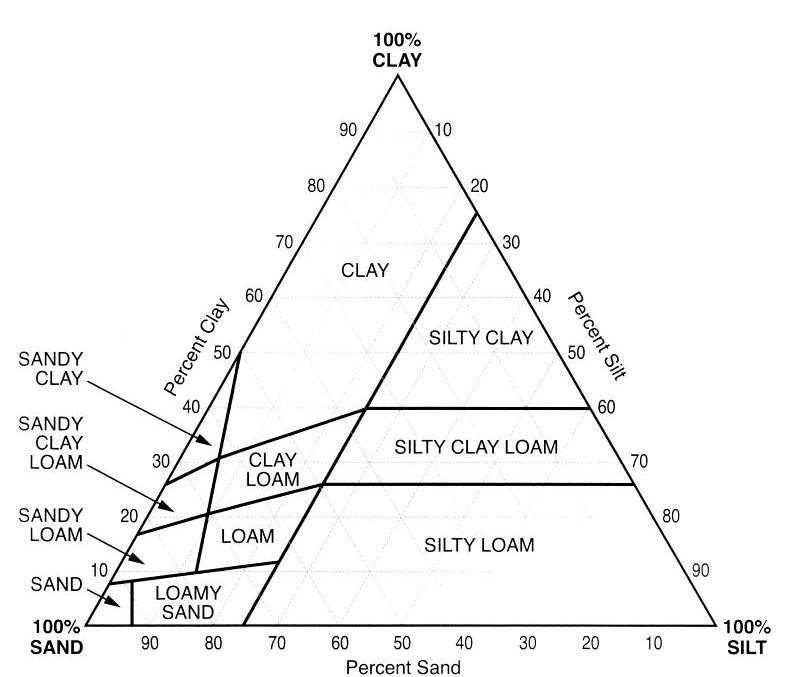 100%
CLAY
90
10
80
20
70
30
CLAY
60
40
Percent Clay
Percent Silt
SILTY CLAY
50
50
SANDY
CLAY
40
60
SANDY
CLAY
LOAM
30
CLAY
LOAM
SILTY CLAY LOAM
70
20
80
SANDY
LOAM
LOAM
SILTY LOAM
10
90
SAND
LOAMY
SAND
100%
SAND
100%
SILT
90 80 70 60 50 40 30 20 10
Percent Sand